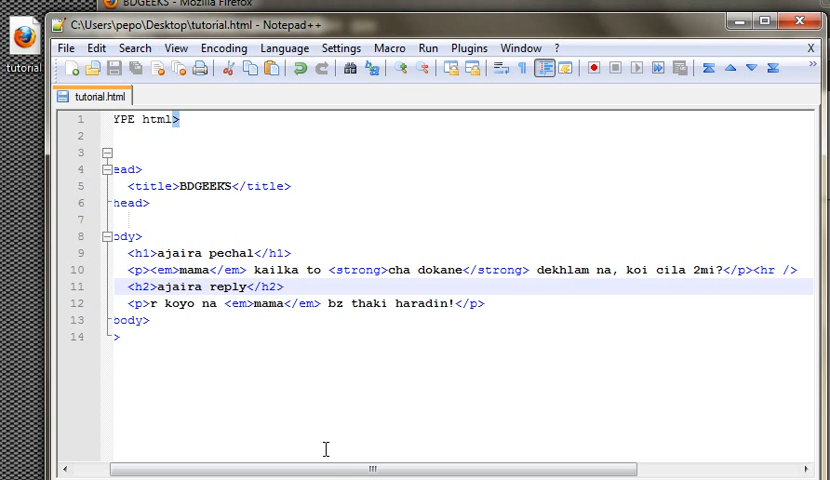 BDGEEKS - Mozilla Firefox
C:\Users\pepo\Desktop\tutorial.html - Notepad++
File Edit Search View Encoding Language Settings Macro Run Plugins Window ? X
tutorial
tutorial.html
1 YPE html>
2
3
4 ead>
5 <title>BDGEEKS</title>
6 head>
7
8 ody>
9 <h1>ajaira pechal</h1>
10 <p><em>mama</em> kailka to <strong>cha dokane</strong> dekhlam na, koi cila 2mi?</p><hr />
11 <h2>ajaira reply</h2>
12 <p>r koyo na <em>mama</em> bz thaki haradin!</p>
13 body>
14 >